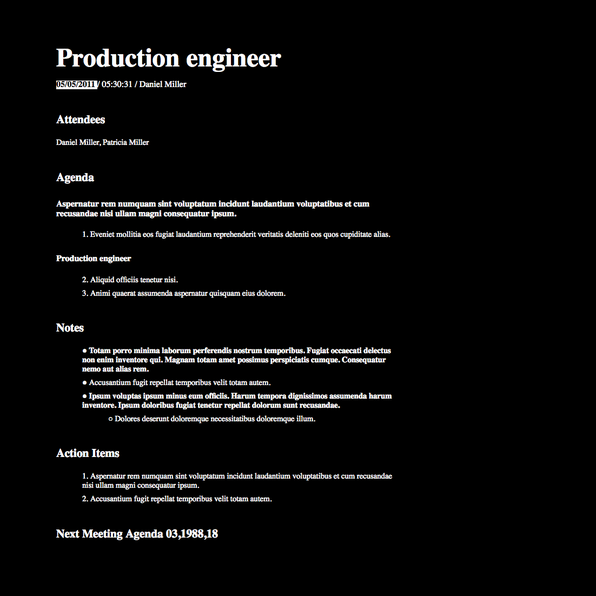 Production engineer
05/05/2011 / 05:30:31 / Daniel Miller
Attendees
Daniel Miller, Patricia Miller
Agenda
Aspernatur rem numquam sint voluptatum incidunt laudantium voluptatibus et cum
recusandae nisi ullam magni consequatur ipsum.
1. Eveniet mollitia eos fugiat laudantium reprehenderit veritatis deleniti eos quos cupiditate alias.
Production engineer
2. Aliquid officiis tenetur nisi.
3. Animi quaerat assumenda aspernatur quisquam eius dolorem.
Notes
● Totam porro minima laborum perferendis nostrum temporibus. Fugiat occaecati delectus
non enim inventore qui. Magnam totam amet possimus perspiciatis cumque. Consequatur
nemo aut alias rem.
● Accusantium fugit repellat temporibus velit totam autem.
● Ipsum voluptas ipsum minus eum officiis. Harum tempora dignissimos assumenda harum
inventore. Ipsum doloribus fugiat tenetur repellat dolorum sunt recusandae.
○ Dolores deserunt doloremque necessitatibus doloremque illum.
Action Items
1. Aspernatur rem numquam sint voluptatum incidunt laudantium voluptatibus et cum recusandae
nisi ullam magni consequatur ipsum.
2. Accusantium fugit repellat temporibus velit totam autem.
Next Meeting Agenda 03,1988,18